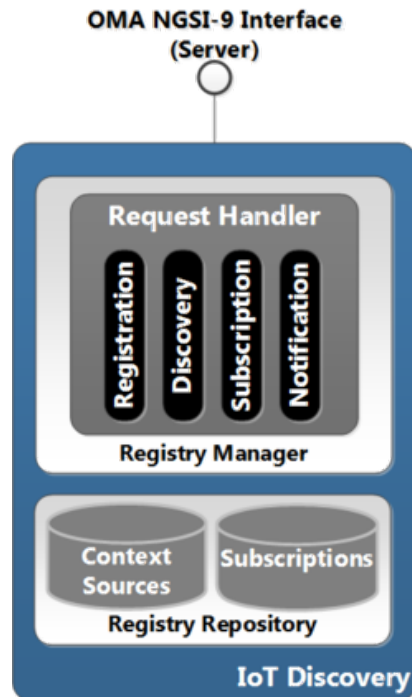 OMA NGSI-9 Interface
(Server)
Request Handler
Registration
Discovery
Subscription
Notification
Registry Manager
Context
Sources
Subscriptions
Registry Repository
IoT Discovery